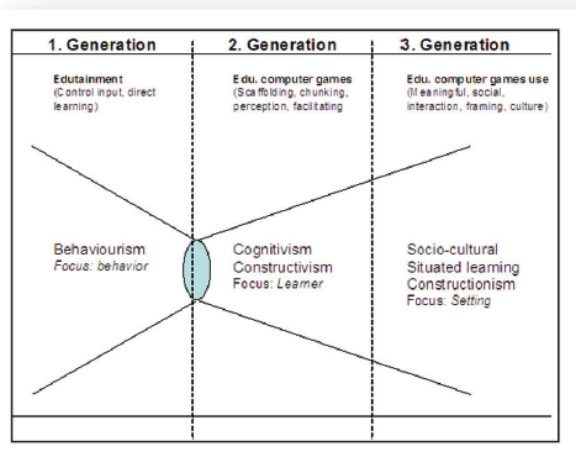 1. Generation
2. Generation
3. Generation
Edutainment
(Control input, direct
learning)
Edu. computer games
(Scaffolding, chunking,
perception, facilitating
Edu. computer games use
(Meaningful, social,
interaction, framing, culture)
Behaviourism
Focus: behavior
Cognitivism
Constructivism
Focus: Learner
Socio-cultural
Situated learning
Constructionism
Focus: Setting